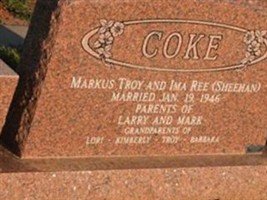 COKE
MARKUS TROY AND IMA REE (SHEEHAN)
MARRIED JAN. 19, 1946
PARENTS OF
LARRY AND MARK
GRANDPARENTS OF
LORI - KIMBERLY - TROY - BARBARA